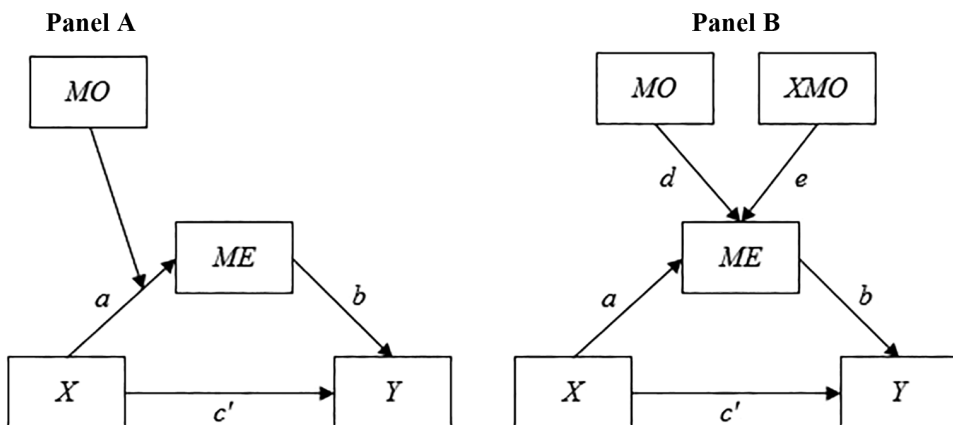 Panel A Panel B
MO MO XMO
d e
ME ME
a b a b
X Y X Y
c' c'